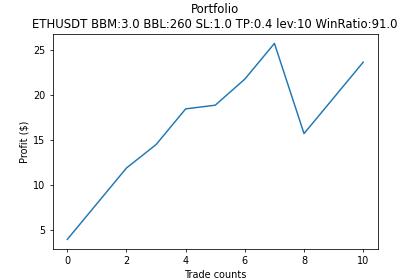 Portfolio
ETHUSDT BBM:3.0 BBL:260 SL:1.0 TP:0.4 lev:10 WinRatio:91.0
25
20
15
10
5
Profit ($)
0 2 4 6 8 10
Trade counts